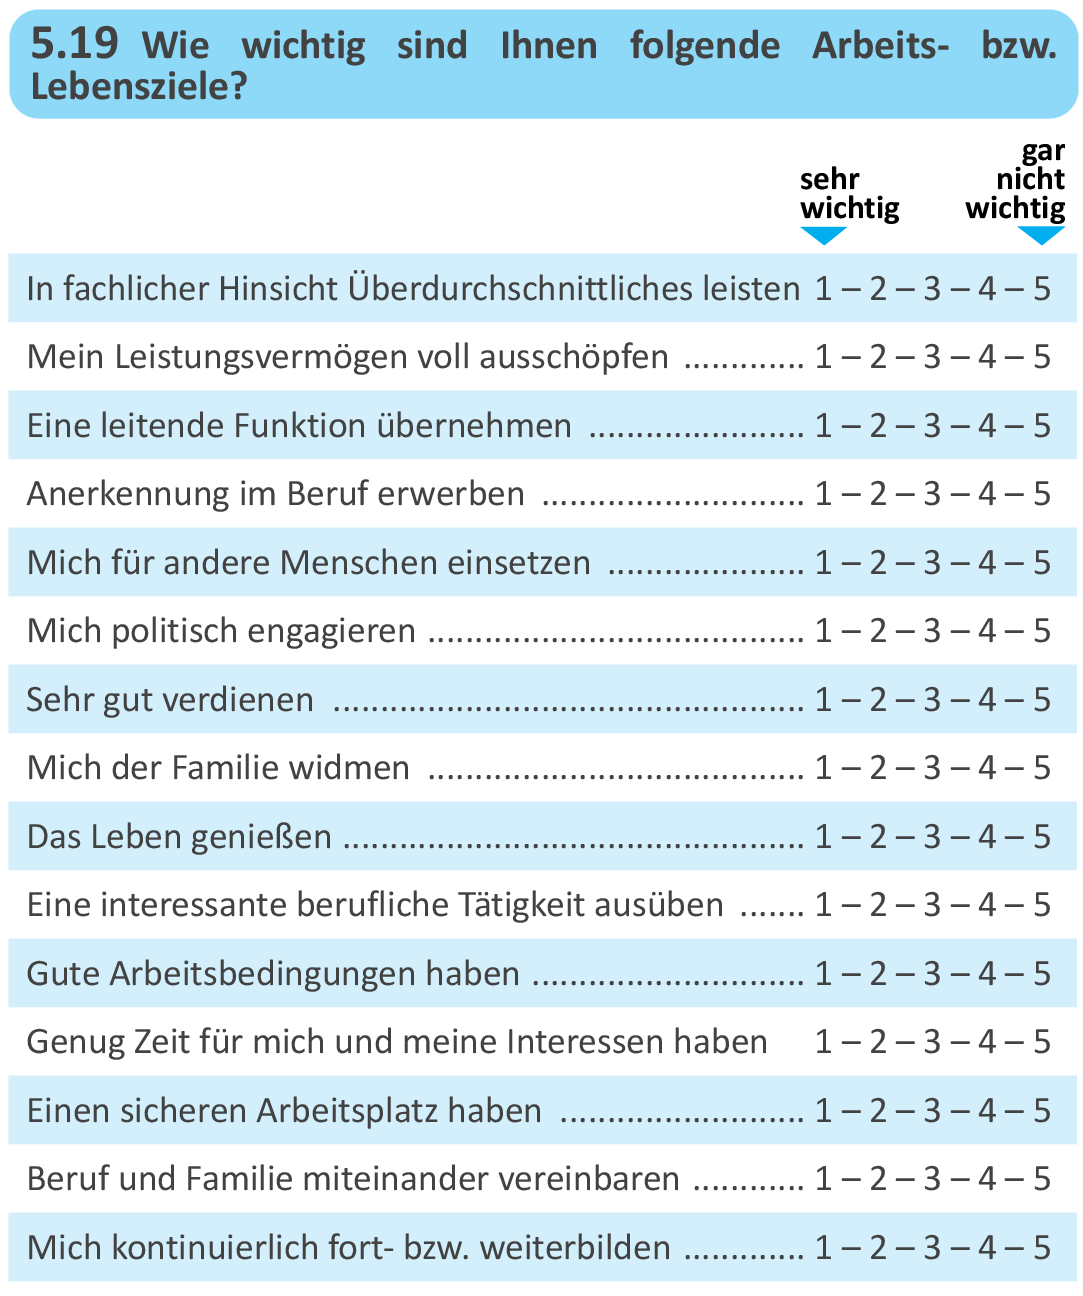 5.19 Wie wichtig sind Ihnen folgende Arbeits- bzw.
Lebensziele?
sehr
wichtig
gar
nicht
wichtig
In fachlicher Hinsicht Überdurchschnittliches leisten 1 – 2 – 3 – 4 – 5
Mein Leistungsvermögen voll ausschöpfen ............. 1 – 2 – 3 – 4 – 5
Eine leitende Funktion übernehmen ....................... 1 – 2 – 3 – 4 – 5
Anerkennung im Beruf erwerben ............................ 1 – 2 – 3 – 4 – 5
Mich für andere Menschen einsetzen ..................... 1 – 2 – 3 – 4 – 5
Mich politisch engagieren ........................................ 1 – 2 – 3 – 4 – 5
Sehr gut verdienen .................................................. 1 – 2 – 3 – 4 – 5
Mich der Familie widmen ........................................ 1 – 2 – 3 – 4 – 5
Das Leben genießen ................................................. 1 – 2 – 3 – 4 – 5
Eine interessante berufliche Tätigkeit ausüben ....... 1 – 2 – 3 – 4 – 5
Gute Arbeitsbedingungen haben ............................. 1 – 2 – 3 – 4 – 5
Genug Zeit für mich und meine Interessen haben 1 – 2 – 3 – 4 – 5
Einen sicheren Arbeitsplatz haben .......................... 1 – 2 – 3 – 4 – 5
Beruf und Familie miteinander vereinbaren ............ 1 – 2 – 3 – 4 – 5
Mich kontinuierlich fort- bzw. weiterbilden ............. 1 – 2 – 3 – 4 – 5